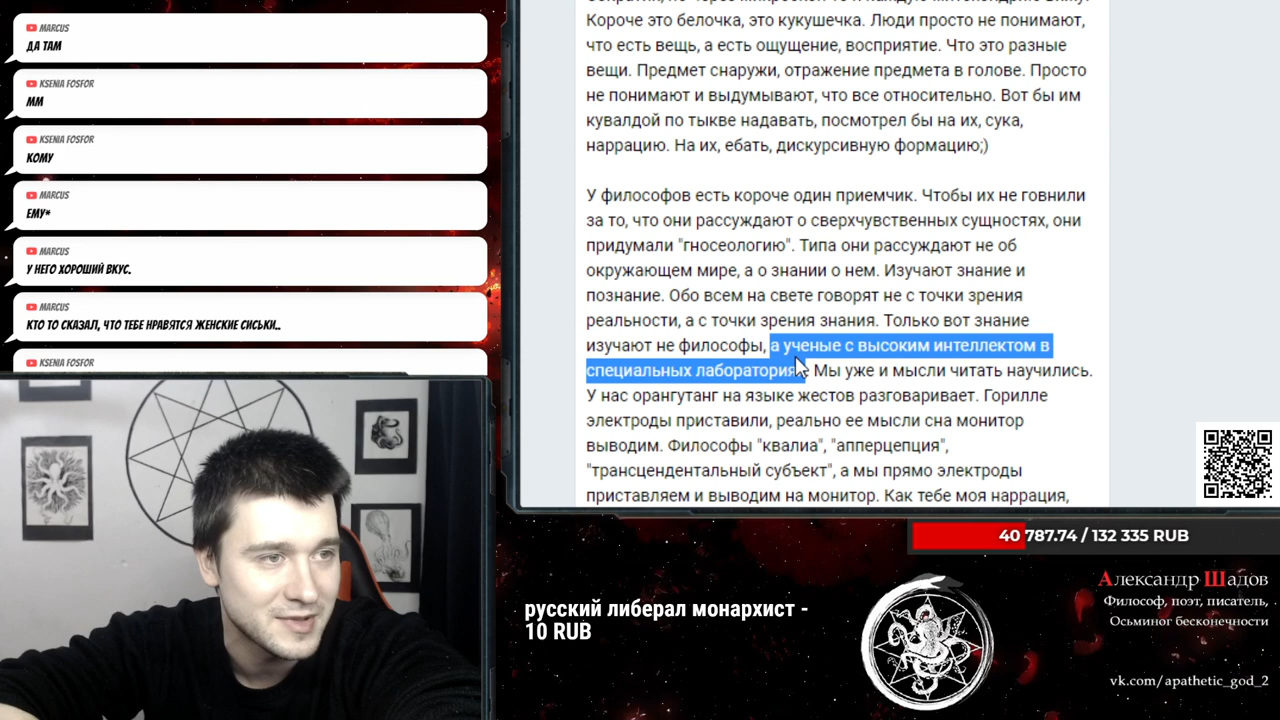 MARCUS
ДА ТАМ
KSENIA FOSFOR
ММ
KSENIA FOSFOR
КОМУ
MARCUS
ЕМУ*
MARCUS
У НЕГО ХОРОШИЙ ВКУС.
MARCUS
КТО ТО СКАЗАЛ, ЧТО ТЕБЕ НРАВЯТСЯ ЖЕНСКИЕ СИСЬКИ..
KSENIA FOSFOR
Короче это белочка, это кукушечка. Люди просто не понимают,
что есть вещь, а есть ощущение, восприятие. Что это разные
вещи. Предмет снаружи, отражение предмета в голове. Просто
не понимают и выдумывают, что все относительно. Вот бы им
кувалдой по тыкве надавать, посмотрел бы на их, сука,
наррацию. На их, ебать, дискурсивную формацию;)
У философов есть короче один приемчик. Чтобы их не говнили
за то, что они рассуждают о сверхчувственных сущностях, они
придумали "гносеологию". Типа они рассуждают не об
окружающем мире, а о знании о нем. Изучают знание и
познание. Обо всем на свете говорят не с точки зрения
реальности, а с точки зрения знания. Только вот знание
изучают не философы, а ученые с высоким интеллектом в
специальных лабораториях. Мы уже и мысли читать научились.
У нас орангутанг на языке жестов разговаривает. Горилле
электроды приставили, реально ее мысли сна монитор
выводим. Философы "квалиа", "апперцепция",
"трансцендентальный субъект", а мы прямо электроды
приставляем и выводим на монитор. Как тебе моя наррация,
40 787.74 / 132 335 RUB
русский либерал монархист -
10 RUB
Александр Шадов
Философ, поэт, писатель,
Осьминог бесконечности
vk.com/apathetic_god_2